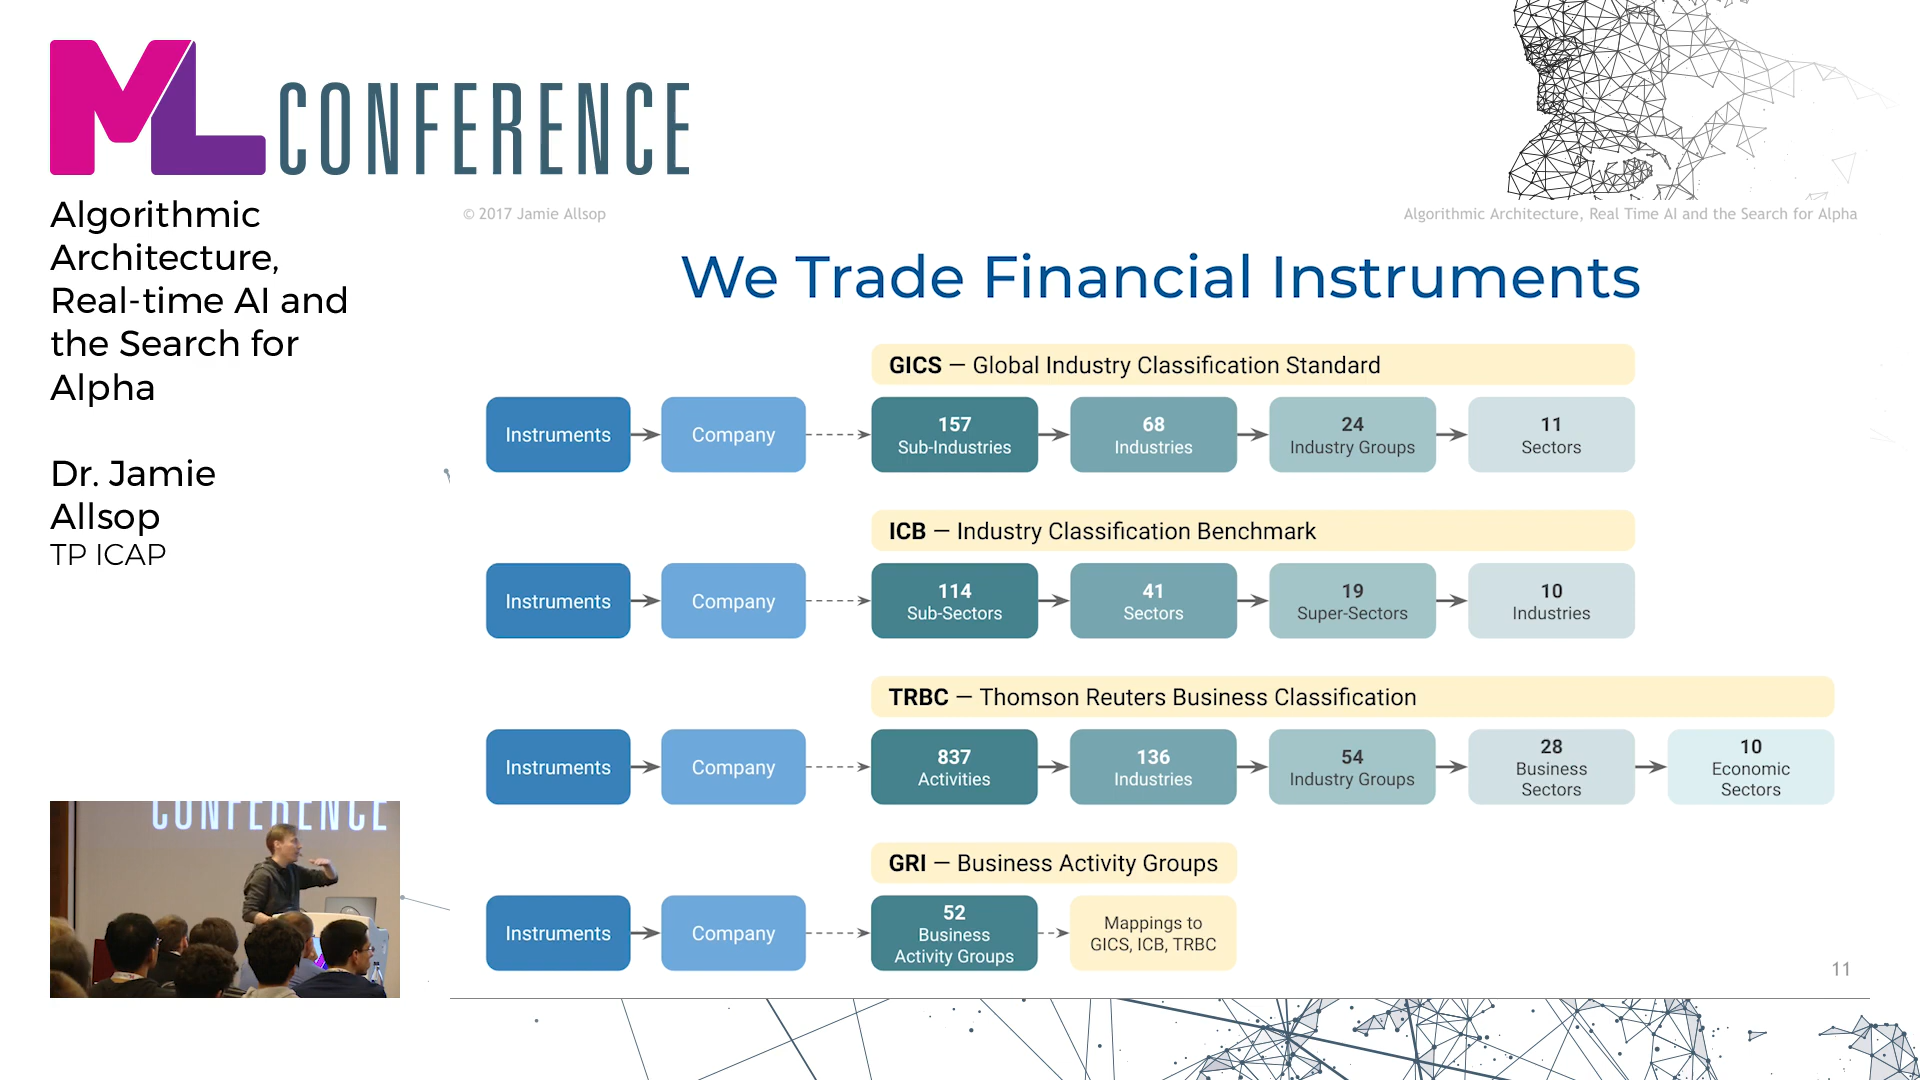 ML CONFERENCE
Algorithmic
Architecture,
Real-time AI and
the Search for
Alpha
Dr. Jamie
Allsop
TP ICAP
© 2017 Jamie Allsop
Algorithmic Architecture, Real Time AI and the Search for Alpha
We Trade Financial Instruments
GICS — Global Industry Classification Standard
Instruments
Company
157
Sub-Industries
68
Industries
24
Industry Groups
11
Sectors
ICB — Industry Classification Benchmark
Instruments
Company
114
Sub-Sectors
41
Sectors
19
Super-Sectors
10
Industries
TRBC — Thomson Reuters Business Classification
Instruments
Company
837
Activities
136
Industries
54
Industry Groups
28
Business
Sectors
10
Economic
Sectors
GRI — Business Activity Groups
Instruments
Company
52
Business
Activity Groups
Mappings to
GICS, ICB, TRBC
11
CONFERENCE